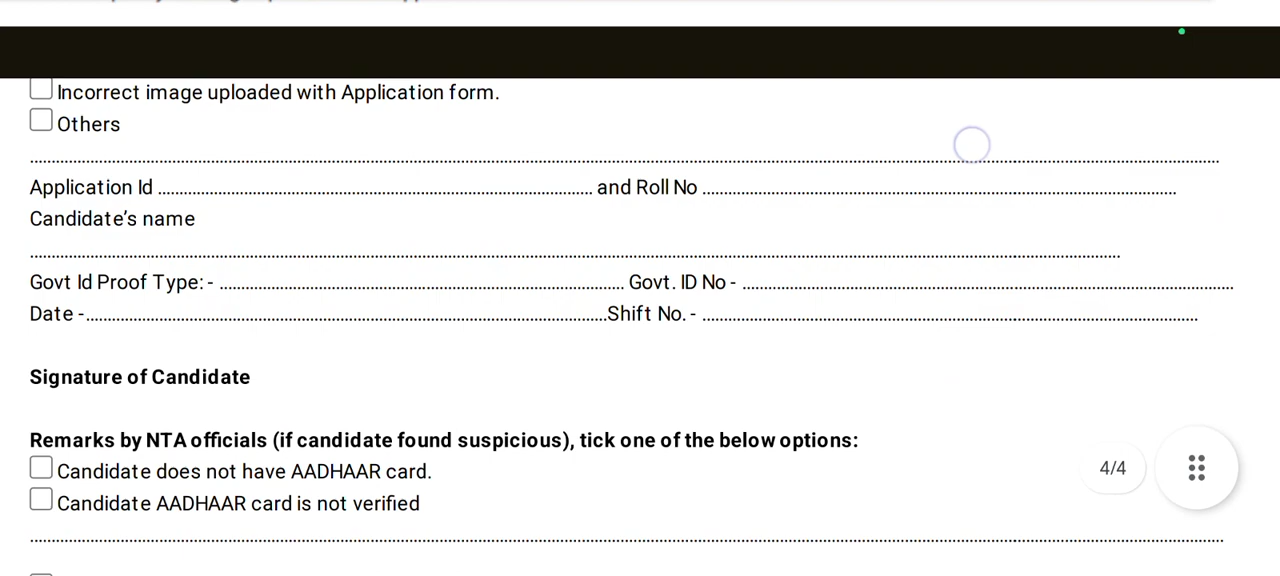 Incorrect image uploaded with Application form.
Others
................................................................................
Application Id ........................................ and Roll No ........................................
Candidate’s name
................................................................................
Govt Id Proof Type: - ........................................ Govt. ID No - ........................................
Date -........................................Shift No. - ........................................
Signature of Candidate
Remarks by NTA officials (if candidate found suspicious), tick one of the below options:
Candidate does not have AADHAAR card.
4/4
Candidate AADHAAR card is not verified
................................................................................